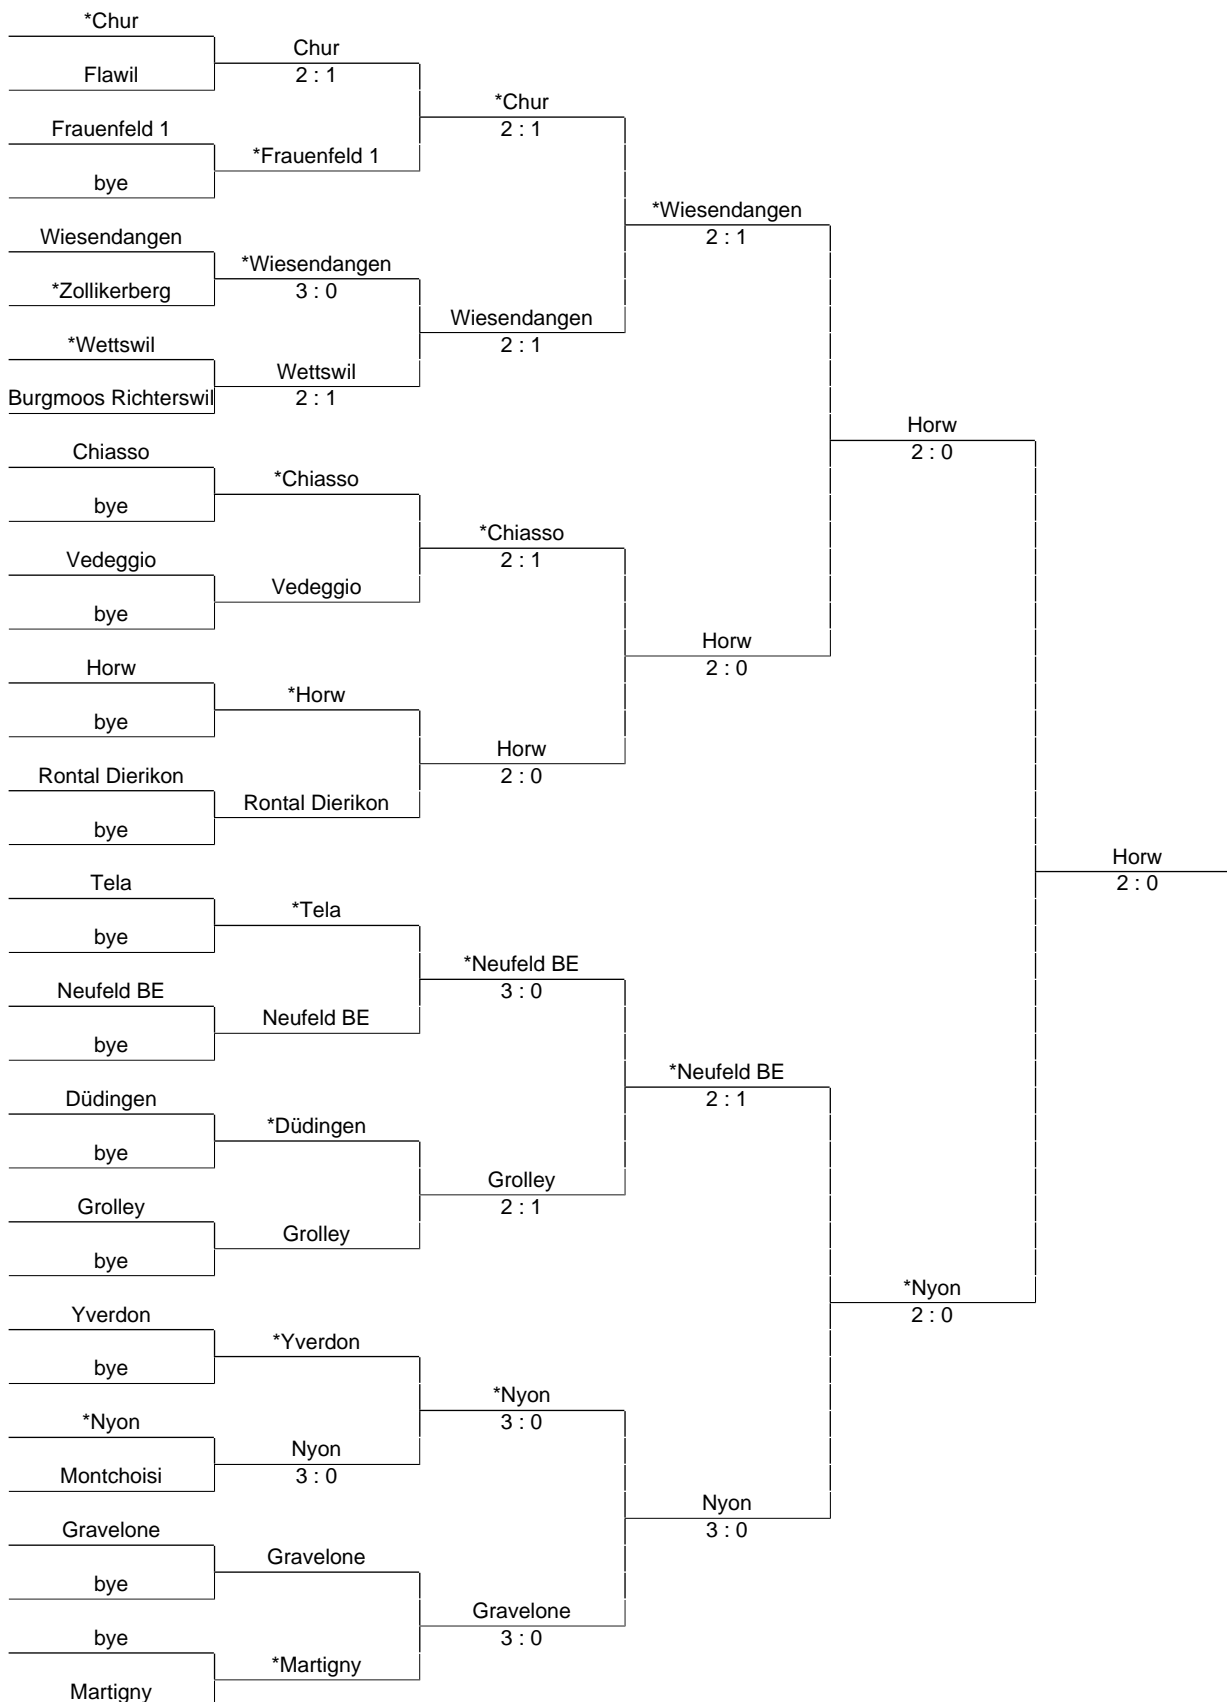 *Chur
Flawil
Frauenfeld 1
bye
Wiesendangen
*Zollikerberg
*Wettswil
Burgmoos Richterswil
Chiasso
bye
Vedeggio
bye
Horw
bye
Rontal Dierikon
bye
Tela
bye
Neufeld BE
bye
Düdingen
bye
Grolley
bye
Yverdon
bye
*Nyon
Montchoisi
Gravelone
bye
bye
Martigny
Chur
2 : 1
*Frauenfeld 1
*Wiesendangen
3 : 0
Wettswil
2 : 1
*Chiasso
Vedeggio
*Horw
Rontal Dierikon
*Tela
Neufeld BE
*Düdingen
Grolley
*Yverdon
Nyon
3 : 0
Gravelone
*Martigny
*Chur
2 : 1
Wiesendangen
2 : 1
*Chiasso
2 : 1
Horw
2 : 0
*Neufeld BE
3 : 0
Grolley
2 : 1
*Nyon
3 : 0
Gravelone
3 : 0
*Wiesendangen
2 : 1
Horw
2 : 0
*Neufeld BE
2 : 1
Nyon
3 : 0
Horw
2 : 0
*Nyon
2 : 0
Horw
2 : 0